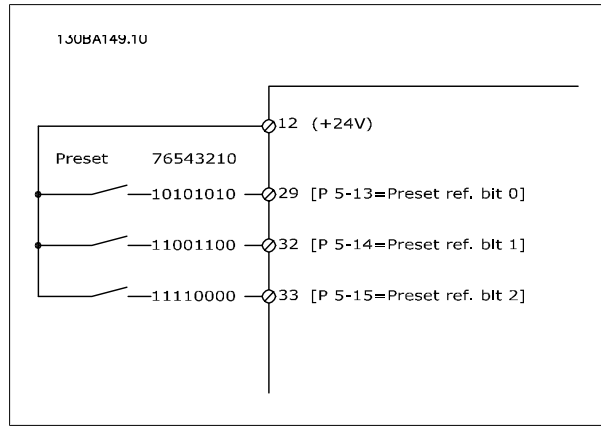 130BA149.10
12 (+24V)
Preset 76543210
10101010 29 [P 5-13=Preset ref. bit 0]
11001100 32 [P 5-14=Preset ref. bit 1]
11110000 33 [P 5-15=Preset ref. bit 2]